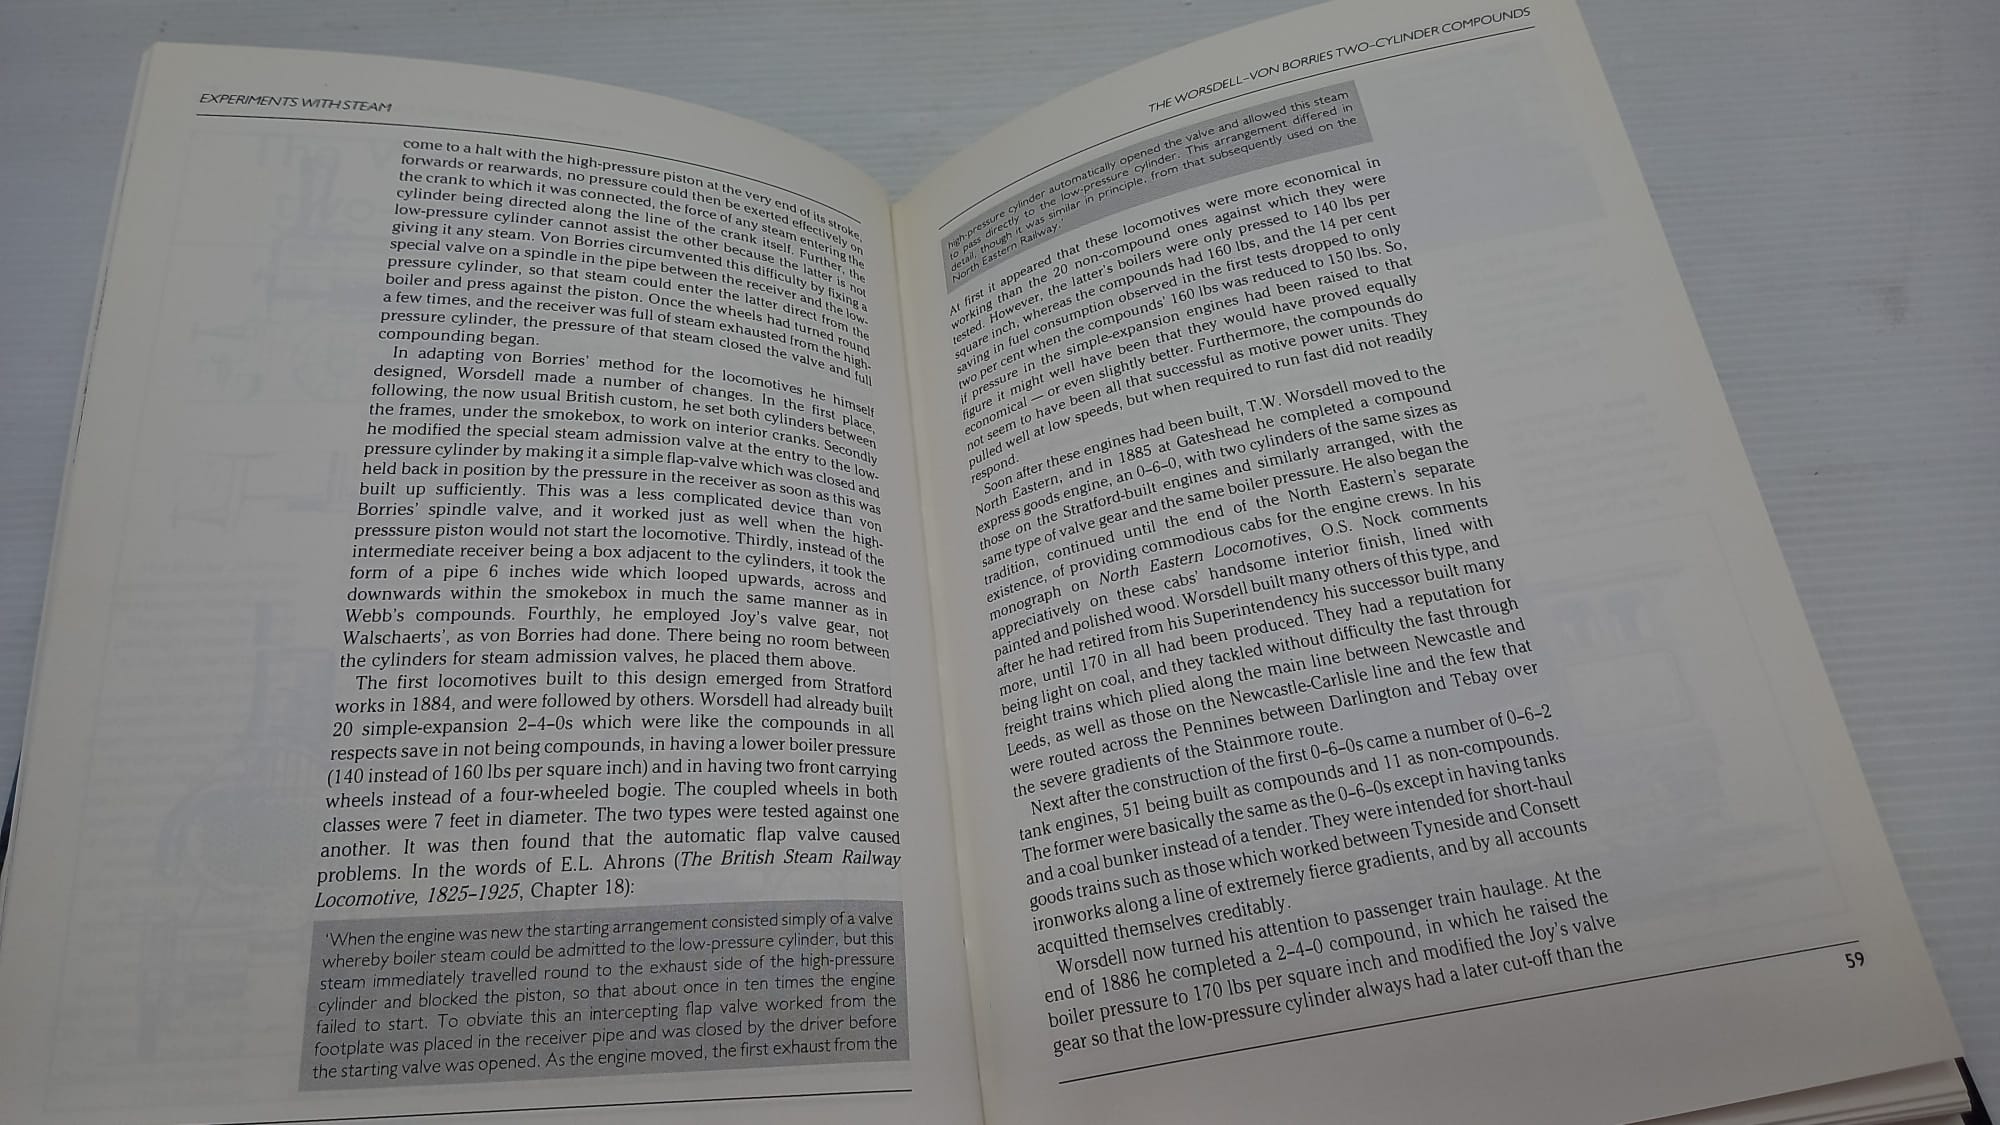 EXPERIMENTS WITH STEAM
come to a halt with the high-pressure piston at the very end of its stroke,
forwards or rearwards, no pressure could then be exerted effectively on
the crank to which it was connected, the force of any steam entering the
cylinder being directed along the line of the crank itself. Further, the
low-pressure cylinder cannot assist the other because the latter is not
giving it any steam. Von Borries circumvented this difficulty by fixing a
special valve on a spindle in the pipe between the receiver and the low-
pressure cylinder, so that steam could enter the latter direct from the
boiler and press against the piston. Once the wheels had turned round
a few times, and the receiver was full of steam exhausted from the high-
pressure cylinder, the pressure of that steam closed the valve and full
compounding began.
In adapting von Borries' method for the locomotives he himself
designed, Worsdell made a number of changes. In the first place,
following, the now usual British custom, he set both cylinders between
the frames, under the smokebox, to work on interior cranks. Secondly
he modified the special steam admission valve at the entry to the low-
pressure cylinder by making it a simple flap-valve which was closed and
held back in position by the pressure in the receiver as soon as this was
built up sufficiently. This was a less complicated device than von
Borries' spindle valve, and it worked just as well when the high-
presssure piston would not start the locomotive. Thirdly, instead of the
intermediate receiver being a box adjacent to the cylinders, it took the
form of a pipe 6 inches wide which looped upwards, across and
downwards within the smokebox in much the same manner as in
Webb's compounds. Fourthly, he employed Joy's valve gear, not
Walschaerts', as von Borries had done. There being no room between
the cylinders for steam admission valves, he placed them above.
The first locomotives built to this design emerged from Stratford
works in 1884, and were followed by others. Worsdell had already built
20 simple-expansion 2–4–0s which were like the compounds in all
respects save in not being compounds, in having a lower boiler pressure
(140 instead of 160 lbs per square inch) and in having two front carrying
wheels instead of a four-wheeled bogie. The coupled wheels in both
classes were 7 feet in diameter. The two types were tested against one
another. It was then found that the automatic flap valve caused
problems. In the words of E.L. Ahrons (The British Steam Railway
Locomotive, 1825–1925, Chapter 18):
'When the engine was new the starting arrangement consisted simply of a valve
whereby boiler steam could be admitted to the low-pressure cylinder, but this
steam immediately travelled round to the exhaust side of the high-pressure
cylinder and blocked the piston, so that about once in ten times the engine
failed to start. To obviate this an intercepting flap valve worked from the
footplate was placed in the receiver pipe and was closed by the driver before
the starting valve was opened. As the engine moved, the first exhaust from the
THE WORSDELL–VON BORRIES TWO–CYLINDER COMPOUNDS
high-pressure cylinder automatically opened the valve and allowed this steam
to pass directly to the low-pressure cylinder. This arrangement differed in
detail, though it was similar in principle, from that subsequently used on the
North Eastern Railway.'
At first it appeared that these locomotives were more economical in
working than the 20 non-compound ones against which they were
tested. However, the latter's boilers were only pressed to 140 lbs per
square inch, whereas the compounds had 160 lbs, and the 14 per cent
saving in fuel consumption observed in the first tests dropped to only
two per cent when the compounds' 160 lbs was reduced to 150 lbs. So,
if pressure in the simple-expansion engines had been raised to that
figure it might well have been that they would have proved equally
economical — or even slightly better. Furthermore, the compounds do
not seem to have been all that successful as motive power units. They
pulled well at low speeds, but when required to run fast did not readily
respond.
Soon after these engines had been built, T.W. Worsdell moved to the
North Eastern, and in 1885 at Gateshead he completed a compound
express goods engine, an 0–6–0, with two cylinders of the same sizes as
those on the Stratford-built engines and similarly arranged, with the
same type of valve gear and the same boiler pressure. He also began the
tradition, continued until the end of the North Eastern's separate
existence, of providing commodious cabs for the engine crews. In his
monograph on North Eastern Locomotives, O.S. Nock comments
appreciatively on these cabs' handsome interior finish, lined with
painted and polished wood. Worsdell built many others of this type, and
after he had retired from his Superintendency his successor built many
more, until 170 in all had been produced. They had a reputation for
being light on coal, and they tackled without difficulty the fast through
freight trains which plied along the main line between Newcastle and
Leeds, as well as those on the Newcastle-Carlisle line and the few that
were routed across the Pennines between Darlington and Tebay over
the severe gradients of the Stainmore route.
Next after the construction of the first 0–6–0s came a number of 0–6–2
tank engines, 51 being built as compounds and 11 as non-compounds.
The former were basically the same as the 0–6–0s except in having tanks
and a coal bunker instead of a tender. They were intended for short-haul
goods trains such as those which worked between Tyneside and Consett
ironworks along a line of extremely fierce gradients, and by all accounts
acquitted themselves creditably.
Worsdell now turned his attention to passenger train haulage. At the
end of 1886 he completed a 2–4–0 compound, in which he raised the
boiler pressure to 170 lbs per square inch and modified the Joy's valve
gear so that the low-pressure cylinder always had a later cut-off than the
59